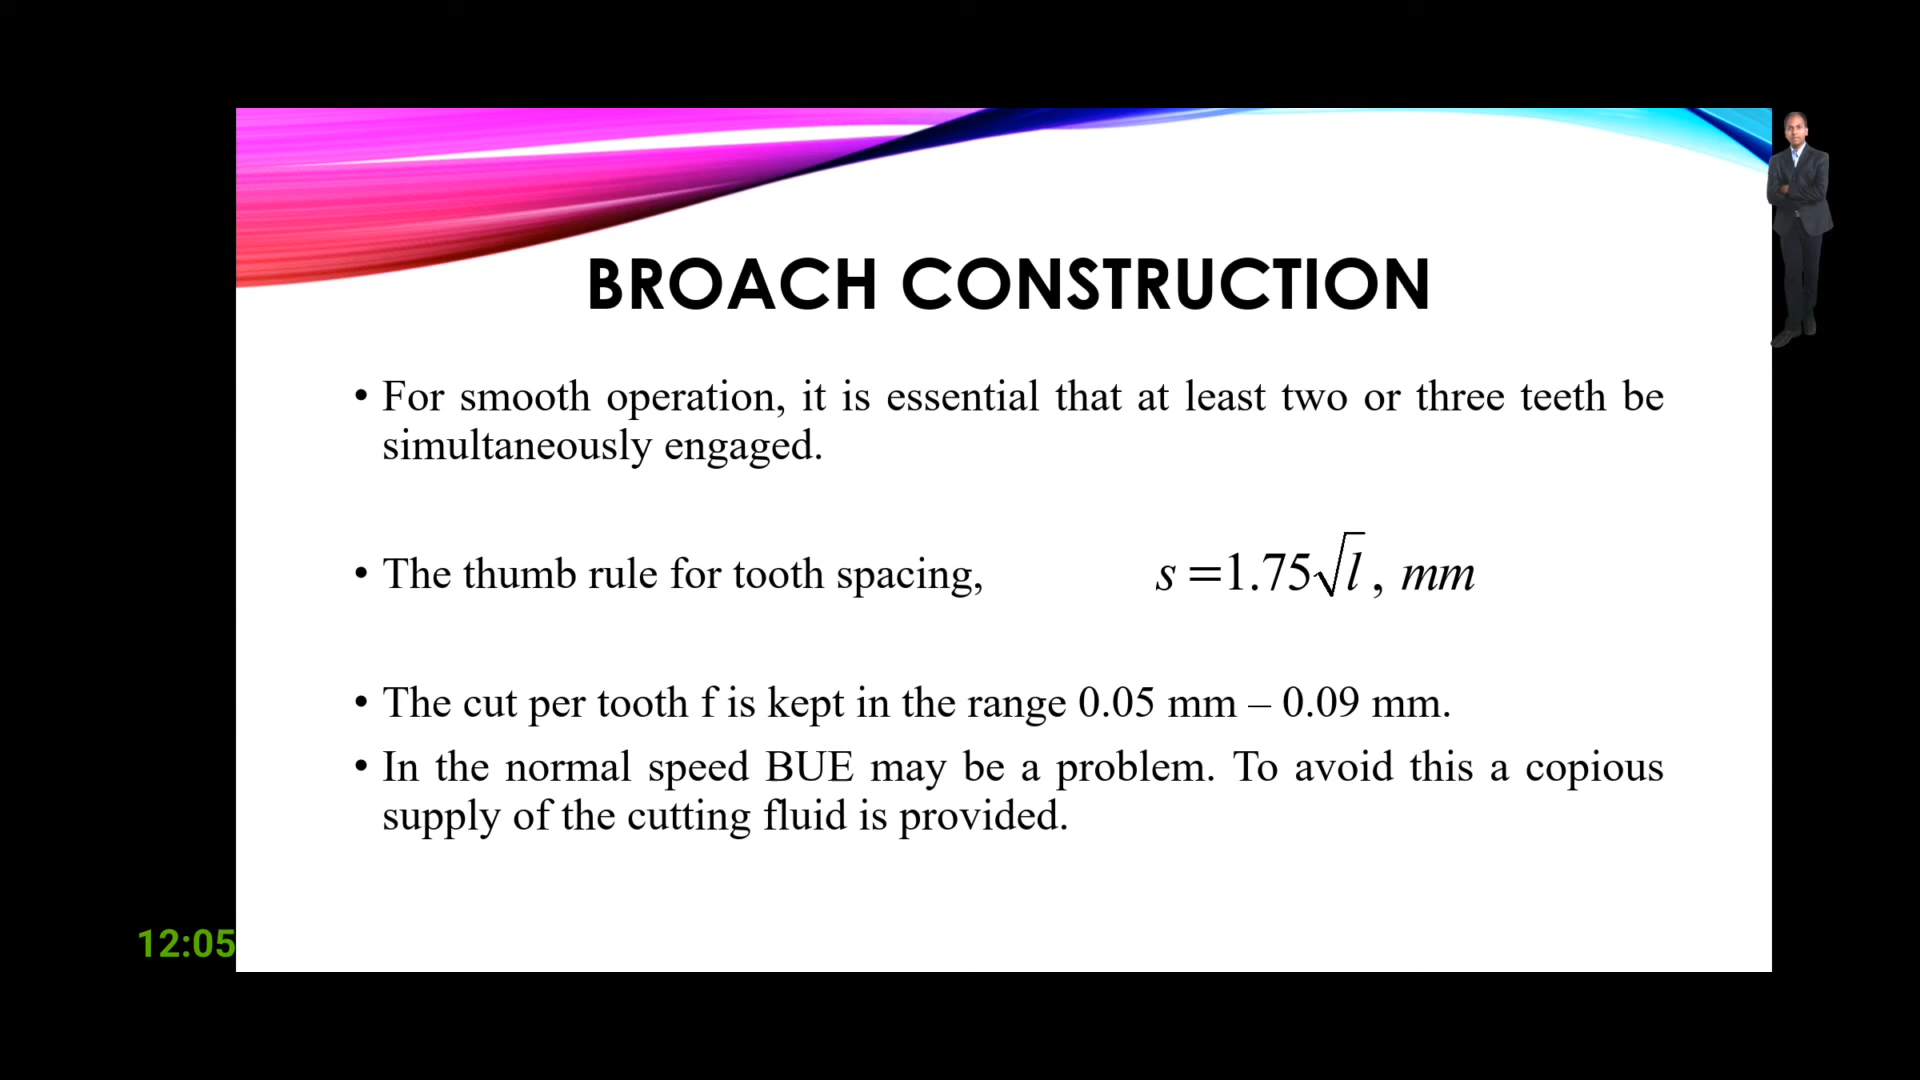 BROACH CONSTRUCTION
• For smooth operation, it is essential that at least two or three teeth be
simultaneously engaged.
• The thumb rule for tooth spacing, s = 1.75√l , mm
• The cut per tooth f is kept in the range 0.05 mm – 0.09 mm.
• In the normal speed BUE may be a problem. To avoid this a copious
supply of the cutting fluid is provided.
12:05